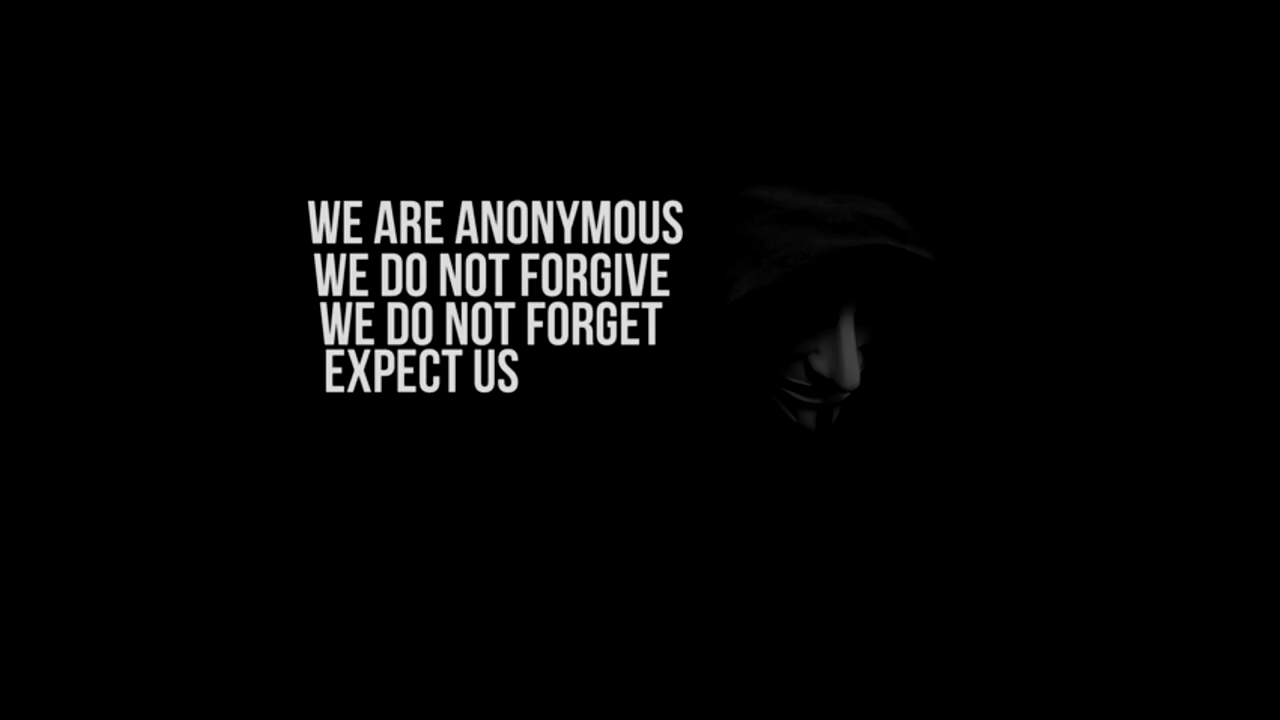 WE ARE ANONYMOUS
WE DO NOT FORGIVE
WE DO NOT FORGET
EXPECT US